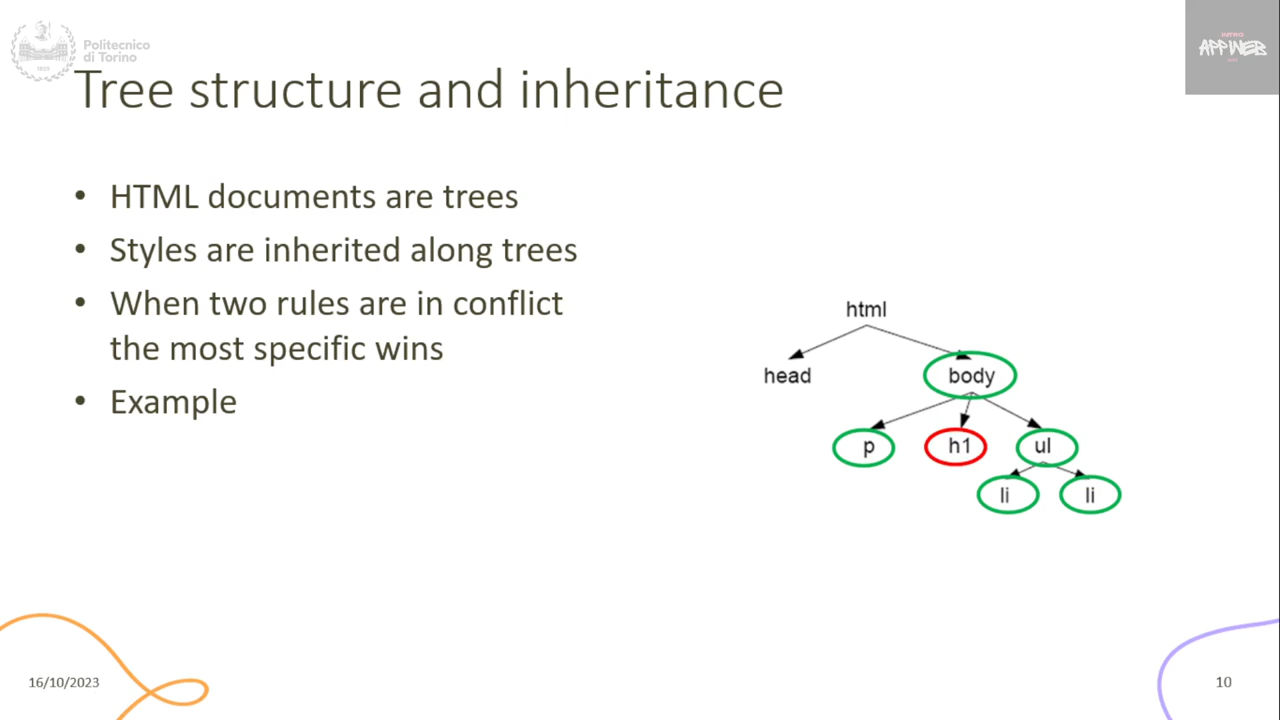 Politecnico
di Torino
INTRO
APPWEB
Tree structure and inheritance
• HTML documents are trees
• Styles are inherited along trees
• When two rules are in conflict
the most specific wins
• Example
html
head
body
p
h1
ul
li
li
16/10/2023
10